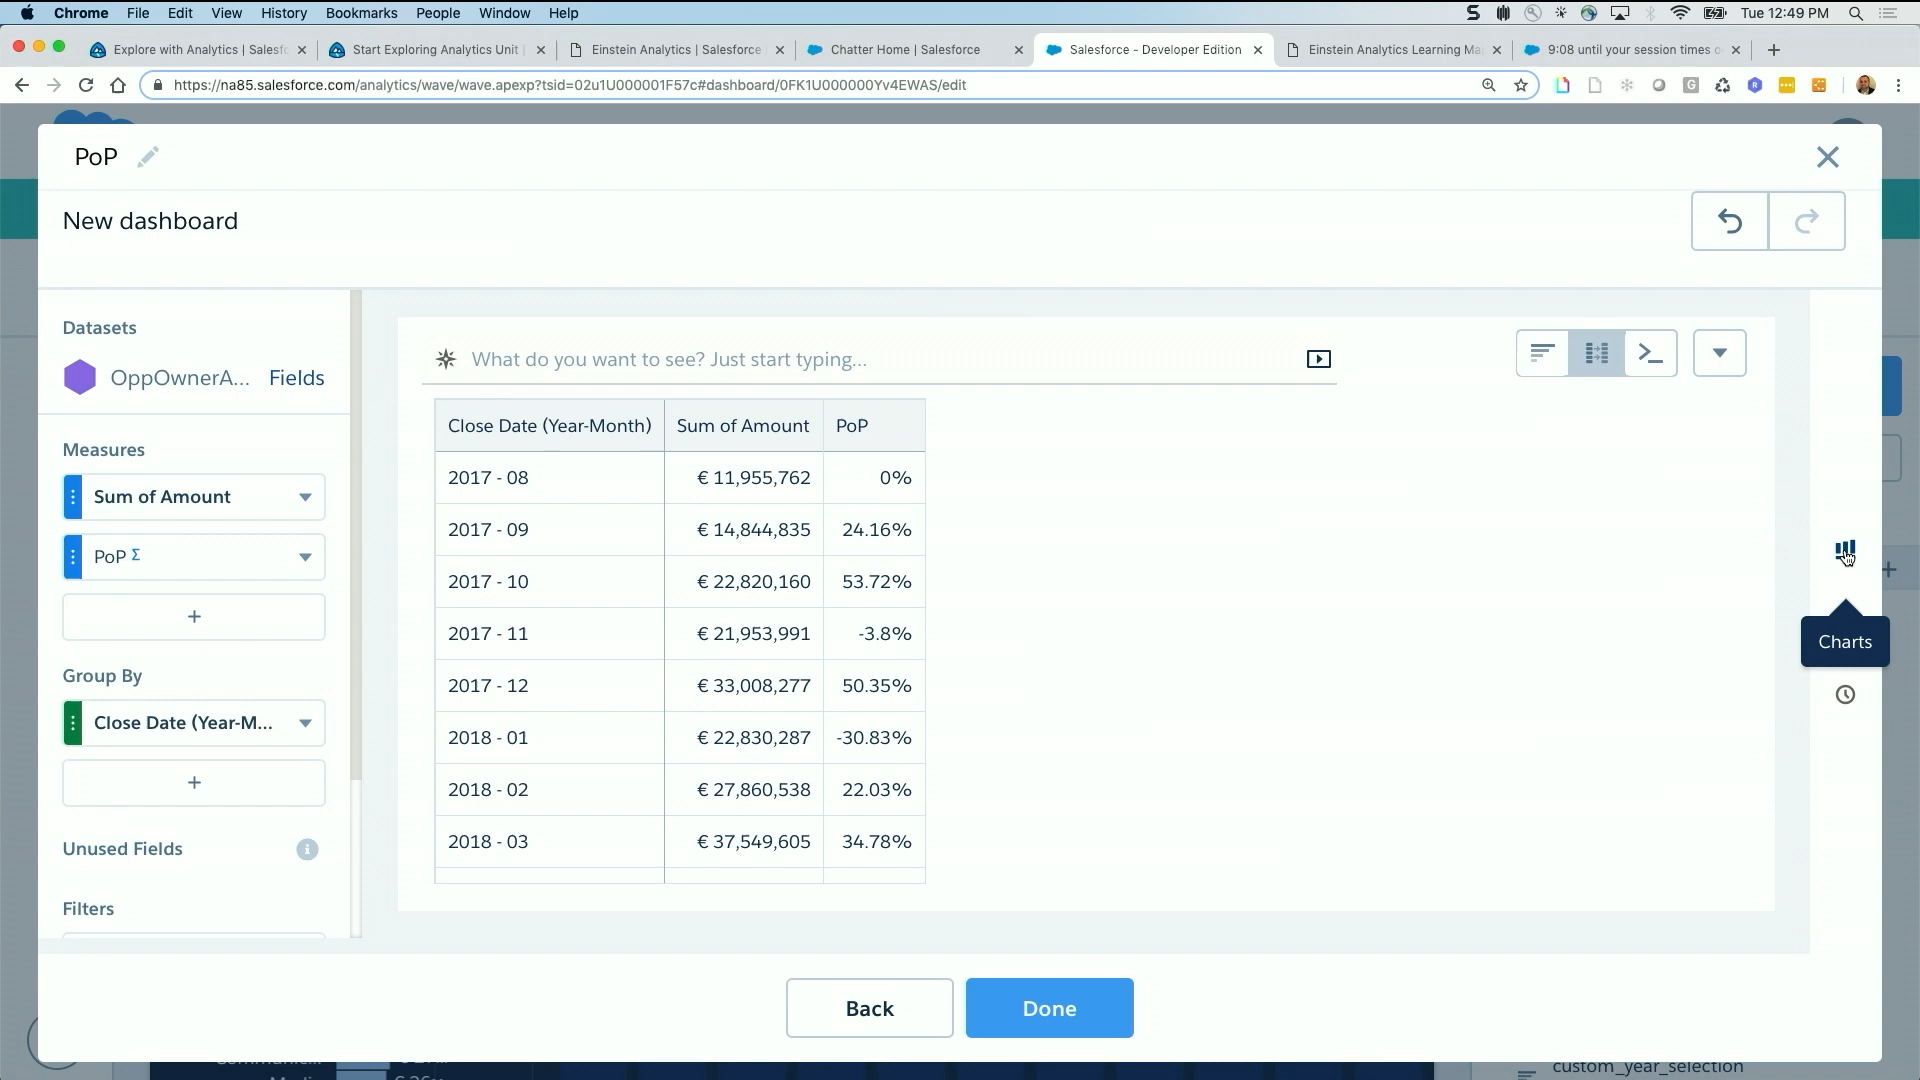 Chrome File Edit View History Bookmarks People Window Help Tue 12:49 PM
Explore with Analytics | Salesf
Start Exploring Analytics Unit
Einstein Analytics | Salesforce
Chatter Home | Salesforce
Salesforce - Developer Edition
Einstein Analytics Learning Ma
9:08 until your session times o
https://na85.salesforce.com/analytics/wave/wave.apexp?tsid=02u1U000001F57c#dashboard/0FK1U000000Yv4EWAS/edit
PoP
New dashboard
Datasets
OppOwnerA... Fields
Measures
Sum of Amount
PoP Σ
+
Group By
Close Date (Year-M...
+
Unused Fields
Filters
What do you want to see? Just start typing...
Close Date (Year-Month) Sum of Amount PoP
2017 - 08 € 11,955,762 0%
2017 - 09 € 14,844,835 24.16%
2017 - 10 € 22,820,160 53.72%
2017 - 11 € 21,953,991 -3.8%
2017 - 12 € 33,008,277 50.35%
2018 - 01 € 22,830,287 -30.83%
2018 - 02 € 27,860,538 22.03%
2018 - 03 € 37,549,605 34.78%
Charts
Back Done
custom_year_selection